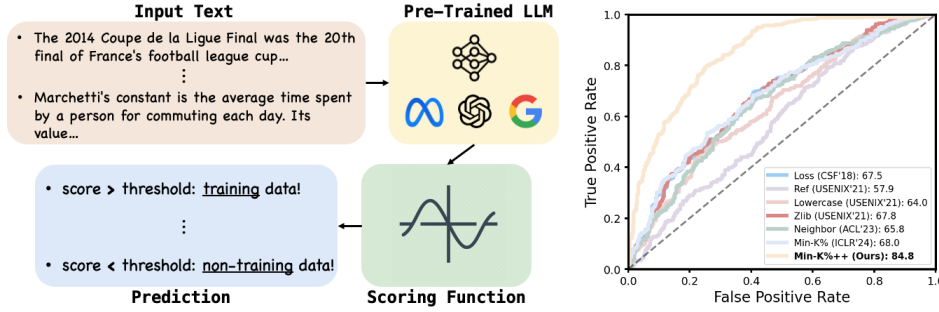 Input Text
• The 2014 Coupe de la Ligue Final was the 20th
final of France's football league cup...
⋮
• Marchetti's constant is the average time spent
by a person for commuting each day. Its
value...
Pre-Trained LLM
• score > threshold: training data!
⋮
• score < threshold: non-training data!
Prediction
Scoring Function
True Positive Rate
1.0
0.8
0.6
0.4
0.2
0.0
Loss (CSF'18): 67.5
Ref (USENIX'21): 57.9
Lowercase (USENIX'21): 64.0
Zlib (USENIX'21): 67.8
Neighbor (ACL'23): 65.8
Min-K% (ICLR'24): 68.0
Min-K%++ (Ours): 84.8
0.0 0.2 0.4 0.6 0.8 1.0
False Positive Rate